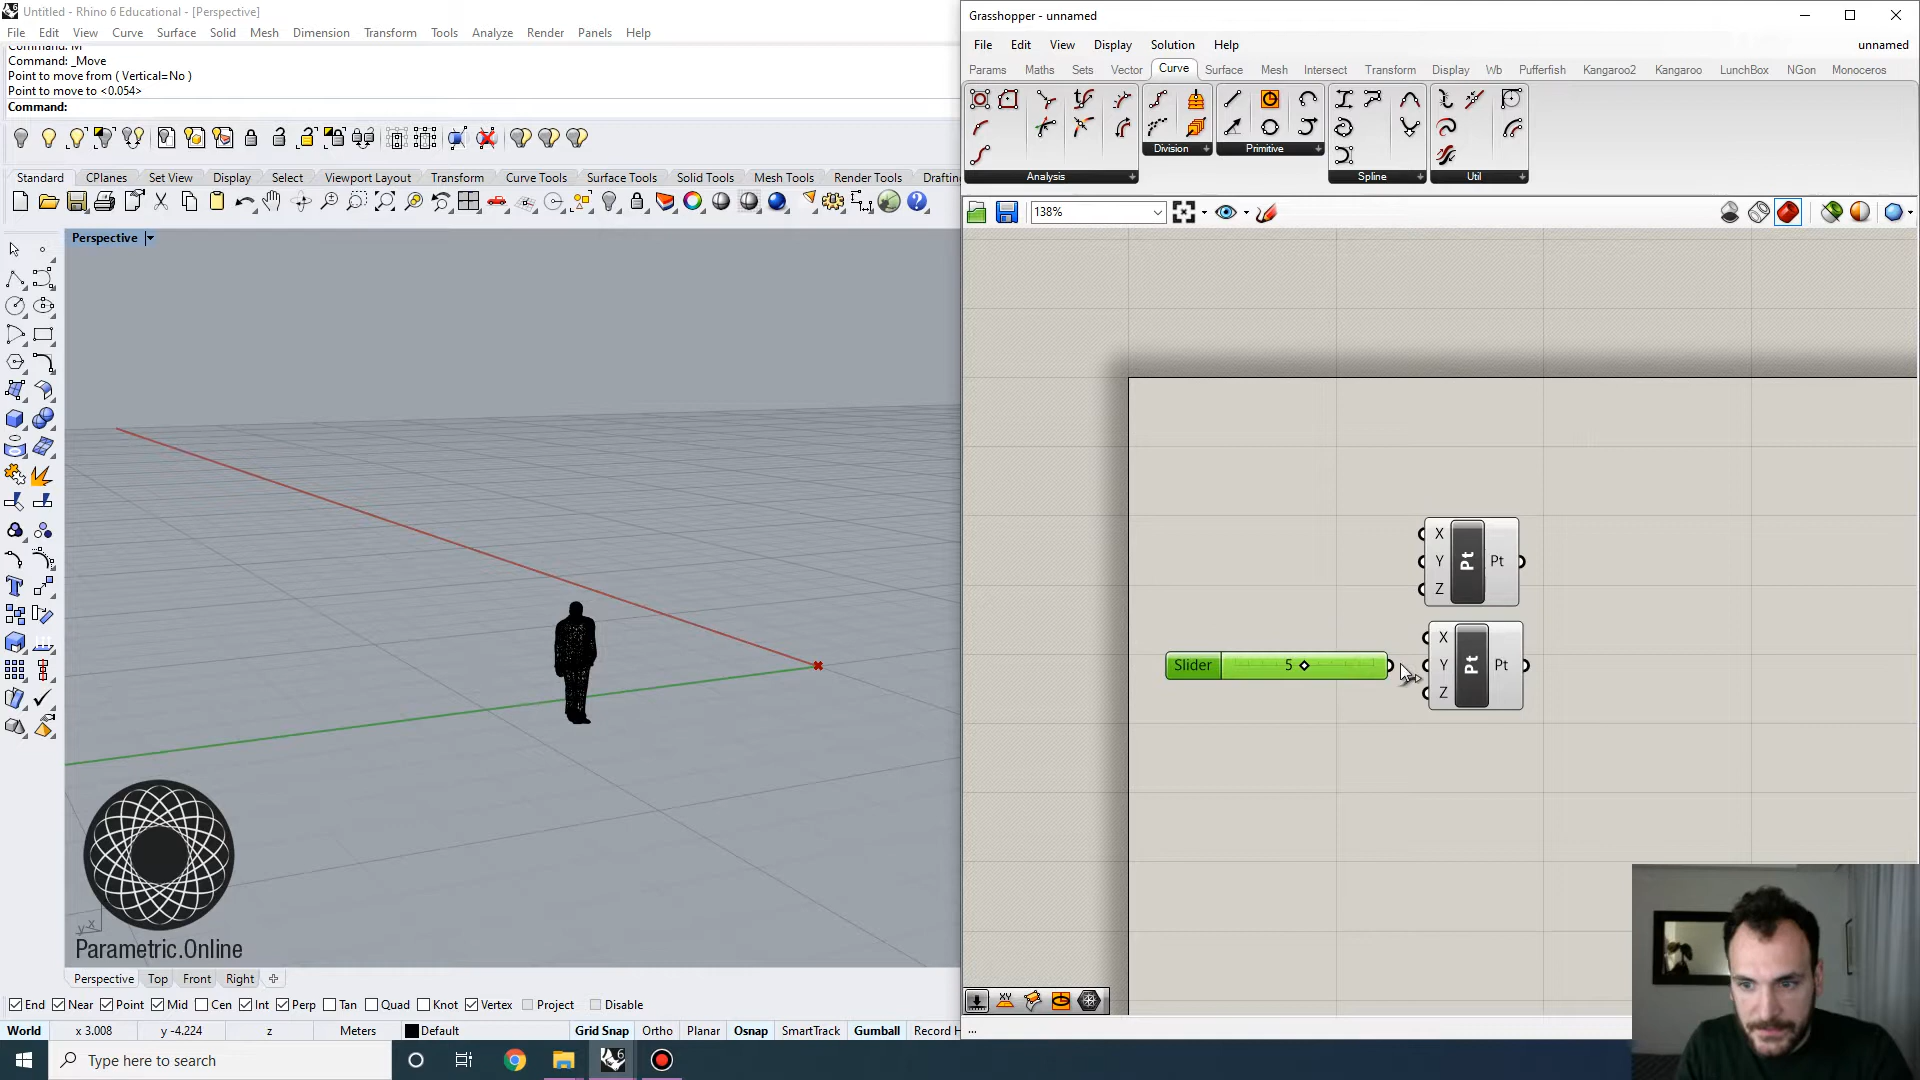 Untitled - Rhino 6 Educational - [Perspective]
File Edit View Curve Surface Solid Mesh Dimension Transform Tools Analyze Render Panels Help
Command: _Move
Point to move from ( Vertical=No )
Point to move to <0.054>
Command:
Standard CPlanes Set View Display Select Viewport Layout Transform Curve Tools Surface Tools Solid Tools Mesh Tools Render Tools Drafting
Perspective
Parametric.Online
Perspective Top Front Right
End Near Point Mid Cen Int Perp Tan Quad Knot Vertex Project Disable
World x 3.008 y -4.224 z Meters Default Grid Snap Ortho Planar Osnap SmartTrack Gumball Record H
Type here to search
Grasshopper - unnamed
File Edit View Display Solution Help unnamed
Params Maths Sets Vector Curve Surface Mesh Intersect Transform Display Wb Pufferfish Kangaroo2 Kangaroo LunchBox NGon Monoceros
Division Primitive
Analysis Spline Util
138%
X
Y Pt Pt
Z
X
Slider 5 Y Pt Pt
Z
...